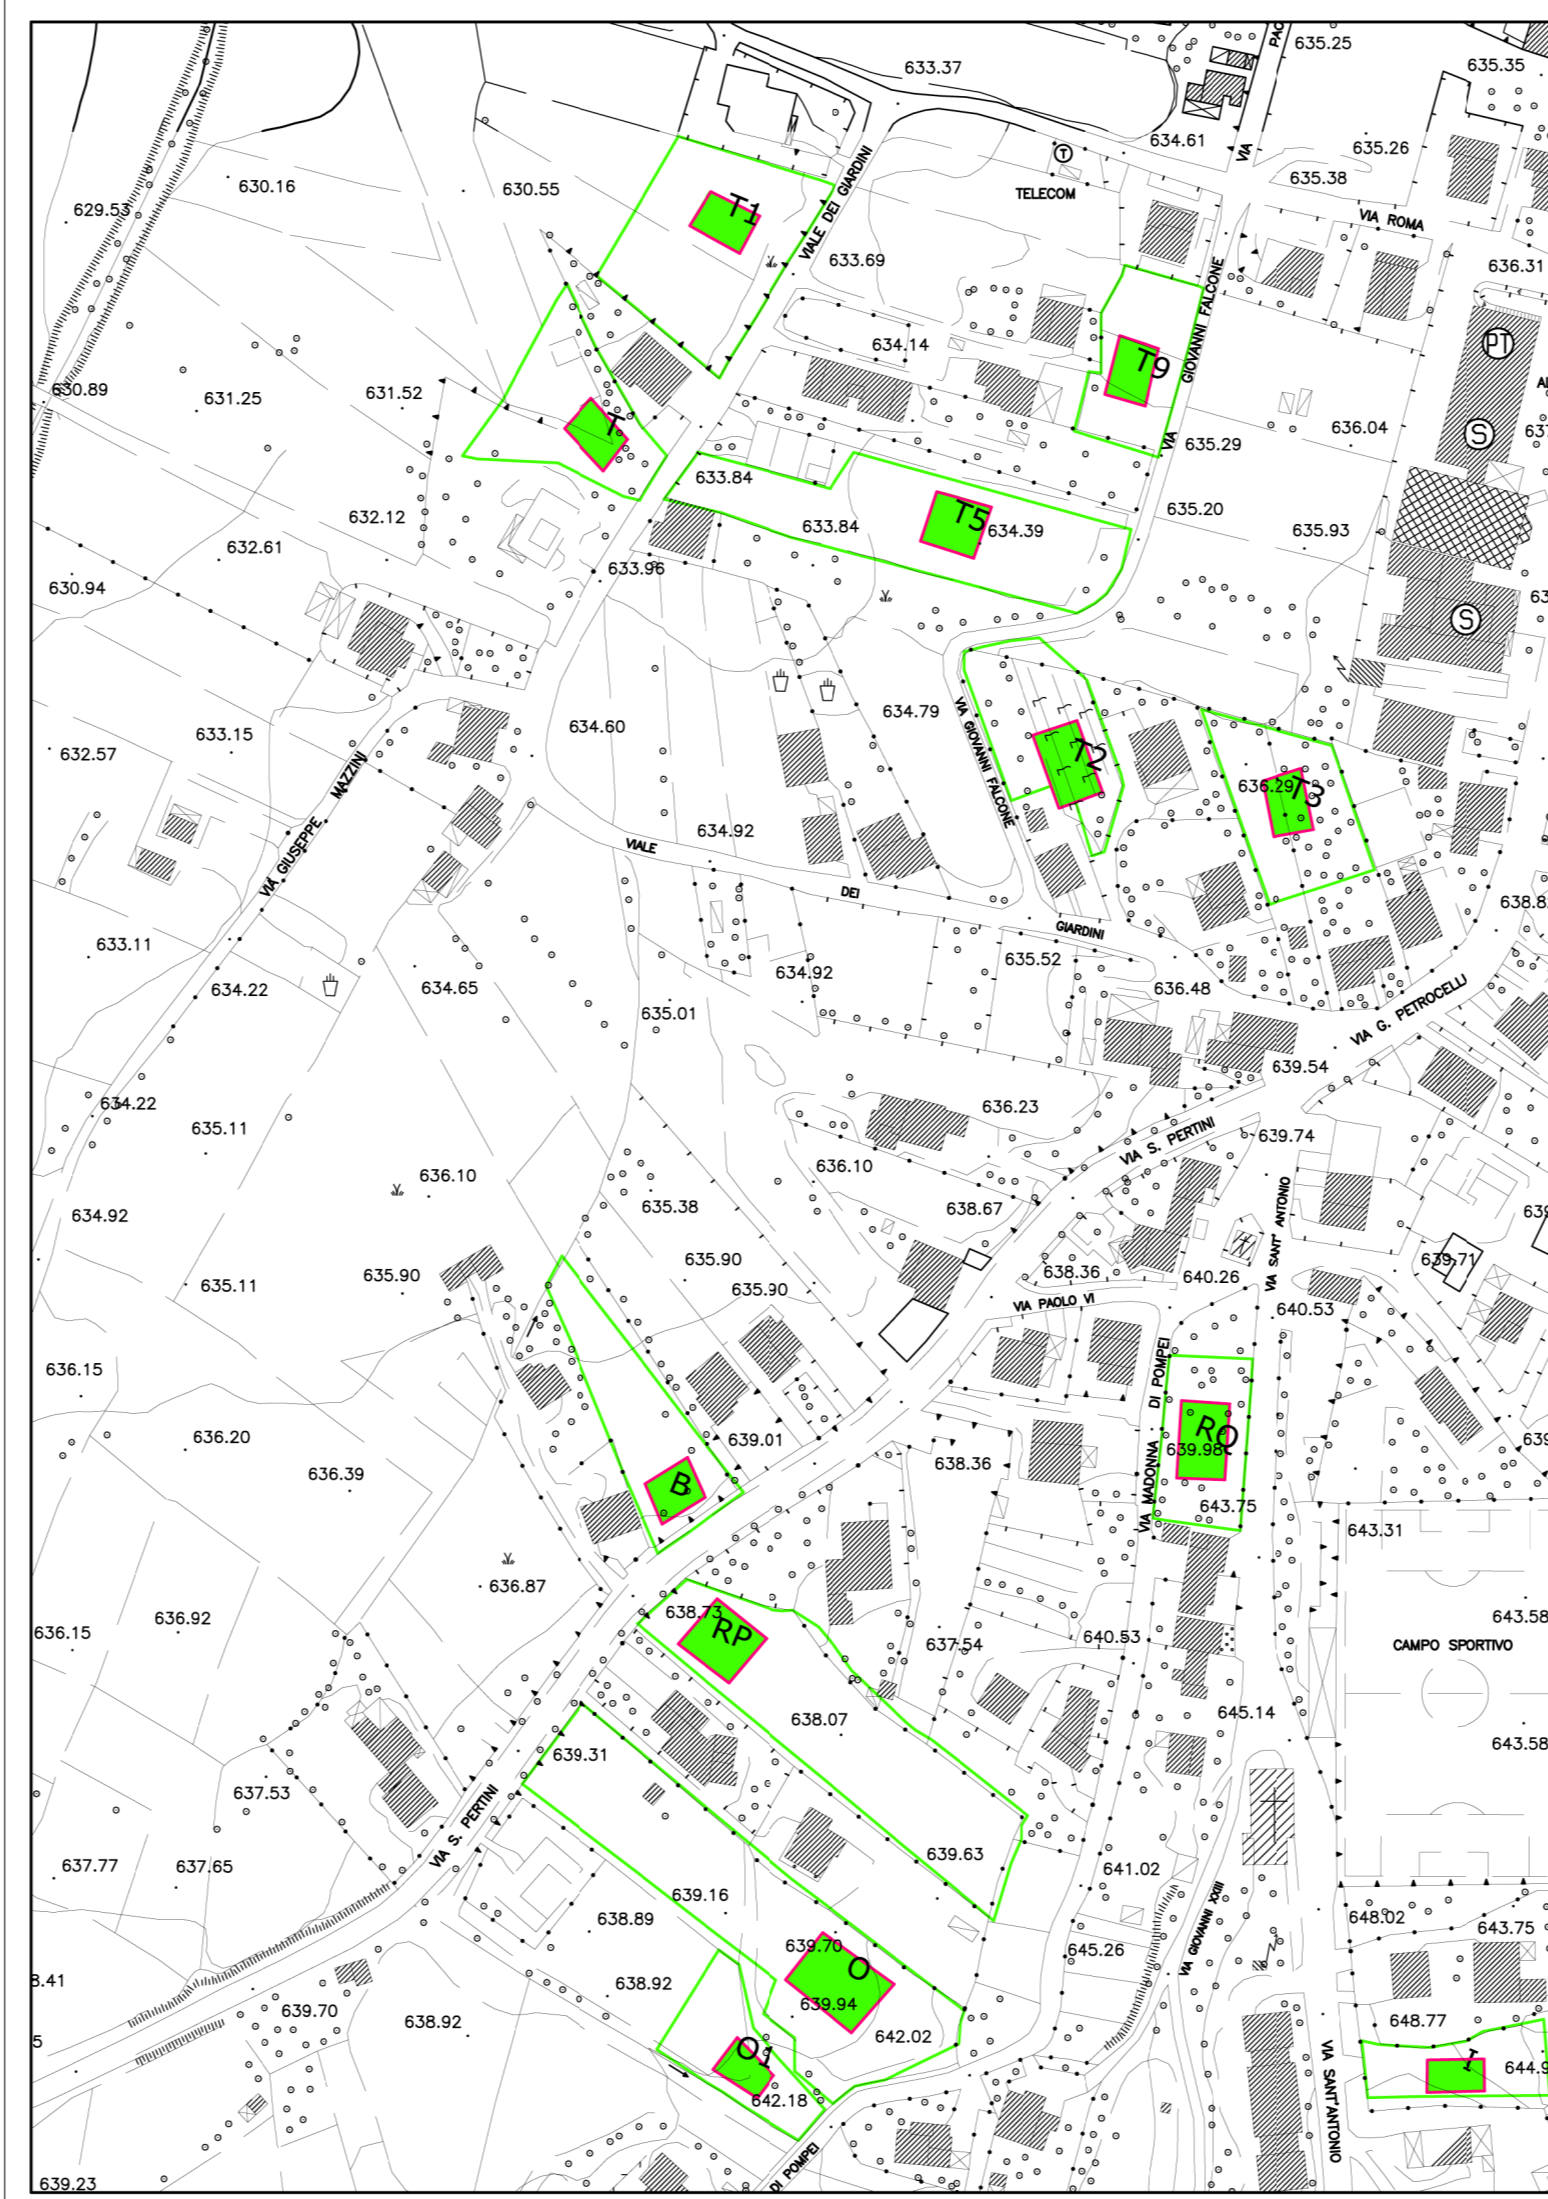 635.25
PAC
633.37
635.35
634.61
VIA
635.26
T
630.16
630.55
TELECOM
635.38
629.53
T1
VIALE DEI GIARDINI
VIA ROMA
633.69
636.31
GIOVANNI FALCONE
634.14
PT
T9
630.89
631.25
631.52
T
VIA
635.29
636.04
S
633.84
632.12
633.84
T5
634.39
635.20
635.93
632.61
633.96
630.94
S
634.60
634.79
VIA GIOVANNI FALCONE
633.15
632.57
T2
636.29
T3
VIA GIUSEPPE MAZZINI
634.92
VIALE
DEI
GIARDINI
638.8
633.11
635.52
634.92
634.22
634.65
636.48
635.01
VIA G. PETROCELLI
639.54
634.22
636.23
635.11
VIA S. PERTINI
639.74
636.10
636.10
635.38
638.67
VIA SANT' ANTONIO
634.92
635.90
635.90
635.11
635.90
638.36
640.26
639.71
VIA PAOLO VI
640.53
636.15
VIA MADONNA DI POMPEI
RQ
639.98
636.20
639.01
638.36
636.39
B
643.75
643.31
636.87
638.73
RP
636.92
636.15
637.54
640.53
643.58
CAMPO SPORTIVO
638.07
645.14
639.31
643.58
637.53
VIA S. PERTINI
639.63
637.77
637.65
641.02
639.16
VIA GIOVANNI XXIII
638.89
648.02
643.75
639.70
O
645.26
8.41
638.92
639.94
639.70
638.92
642.02
648.77
5
O1
VIA SANT'ANTONIO
I
644.9
642.18
DI POMPEI
639.23